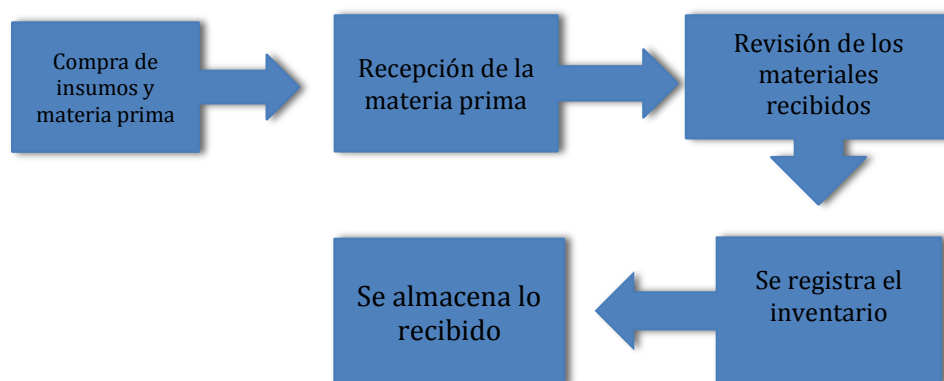 Compra de
insumos y
materia prima
Recepción de la
materia prima
Revisión de los
materiales
recibidos
Se registra el
inventario
Se almacena lo
recibido